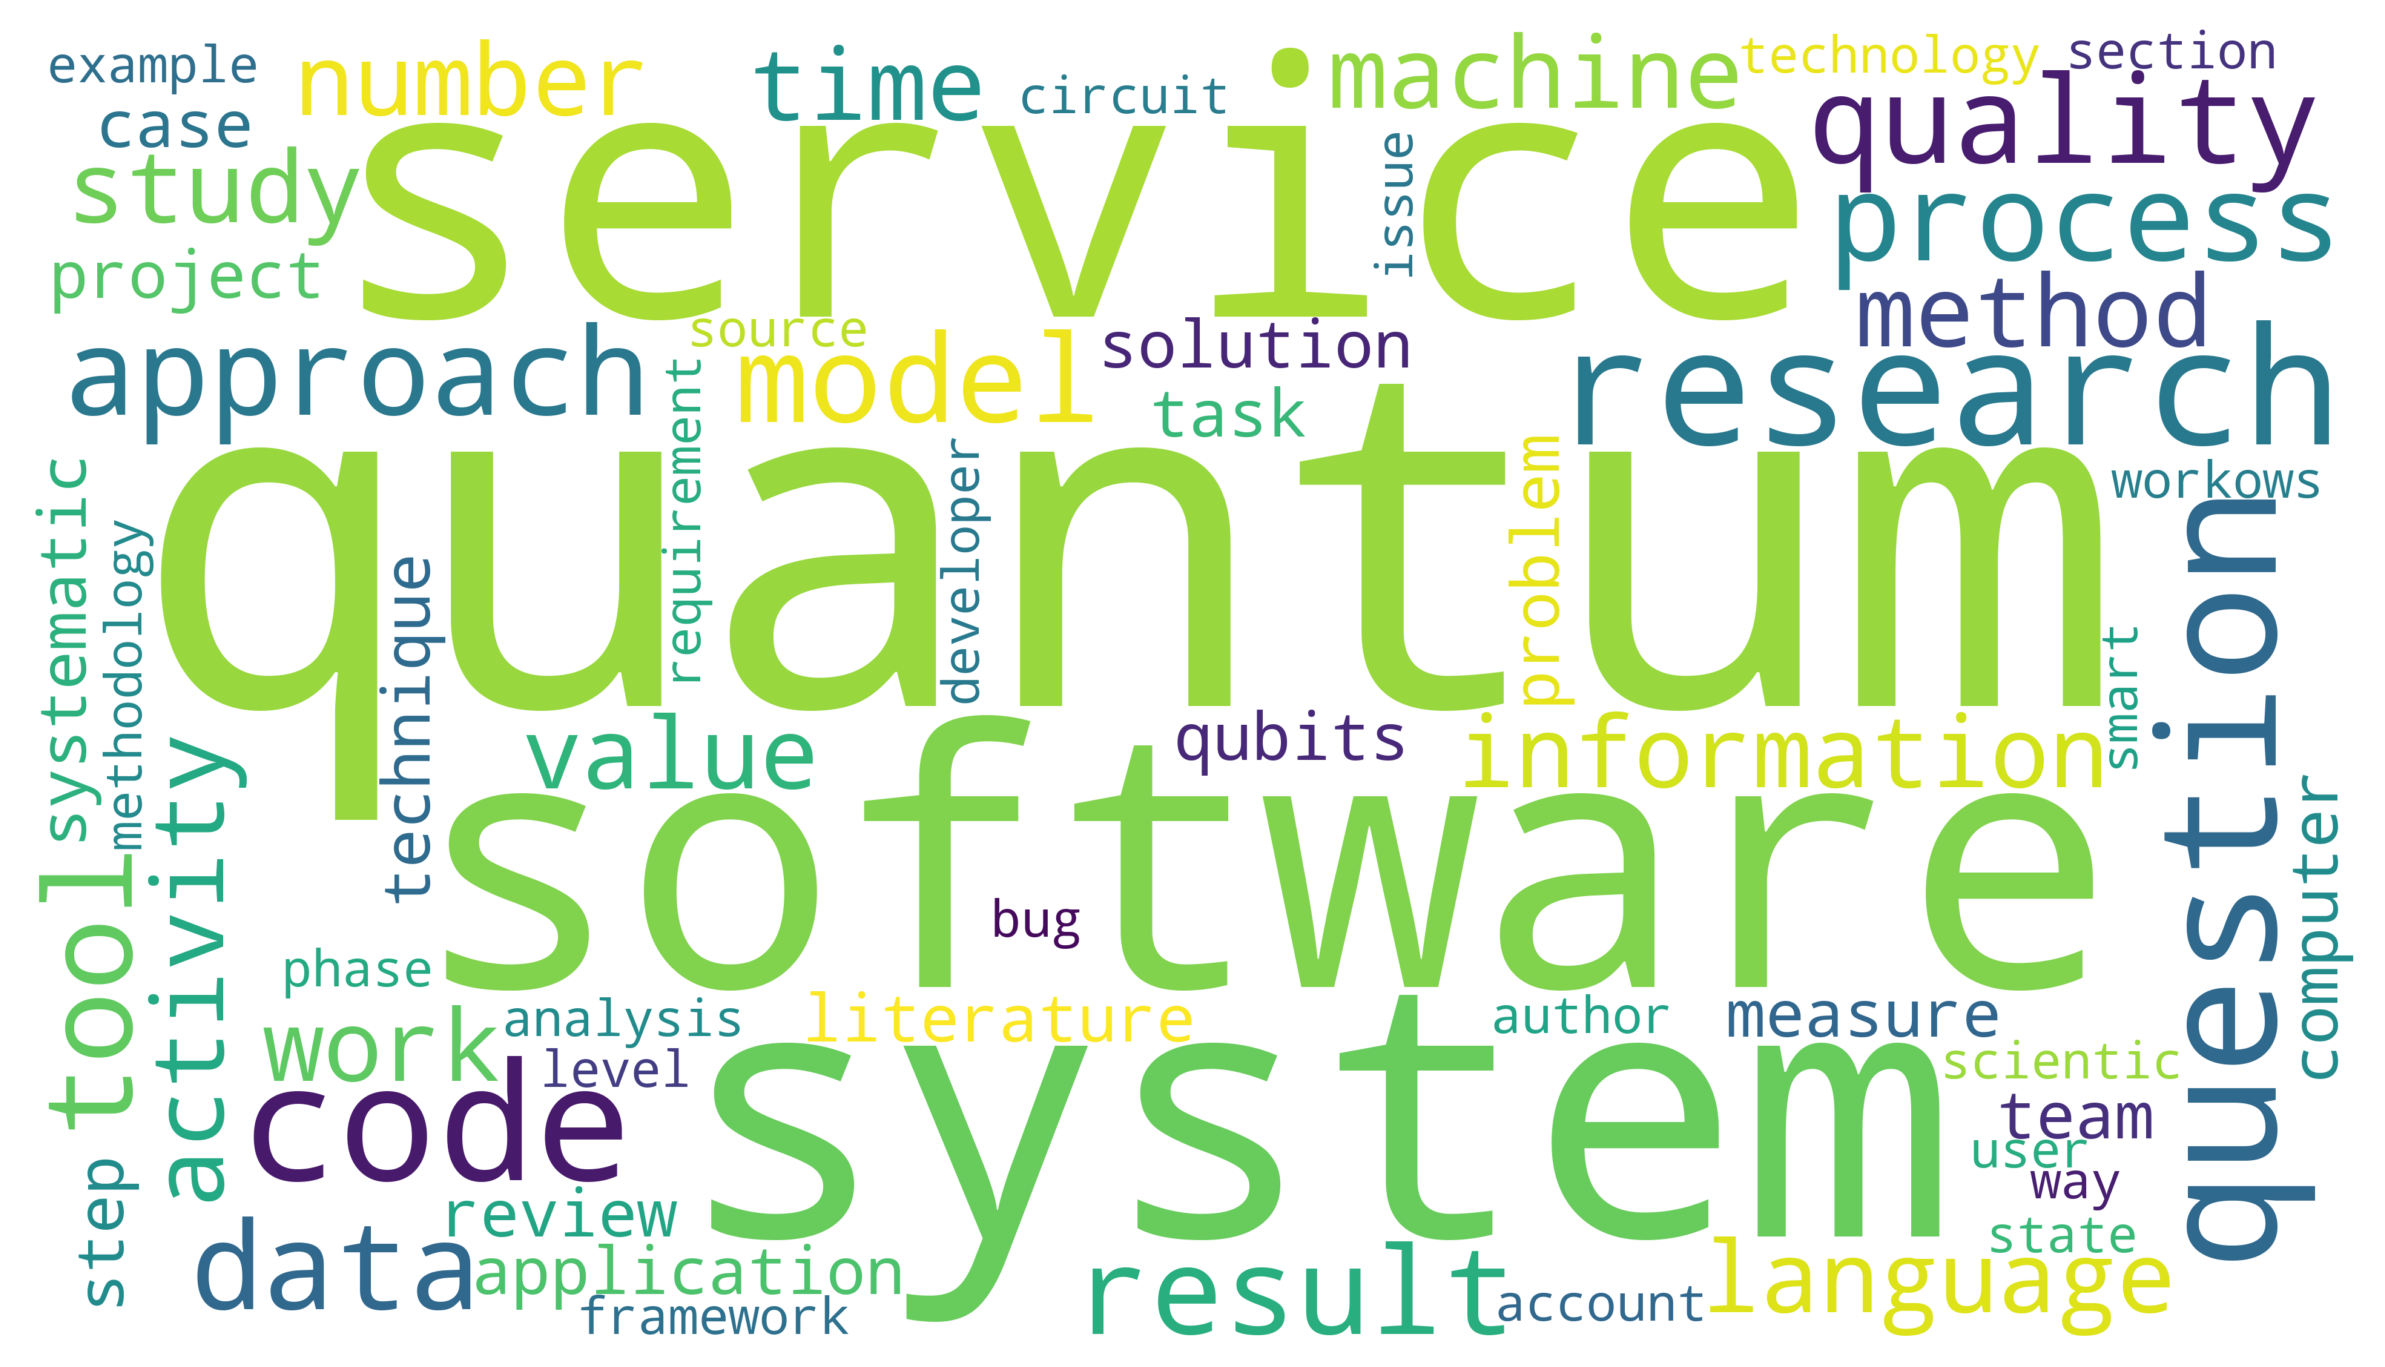 example
number
time
circuit
machine
technology
section
case
service
issue
quality
study
process
project
method
source
solution
approach
model
task
research
quantum
requirement
developer
problem
workows
systematic
methodology
technique
smart
question
value
qubits
information
software
computer
tool
activity
bug
phase
work
analysis
literature
author
measure
level
system
scientic
code
team
user
way
step
review
state
data
application
result
language
framework
account